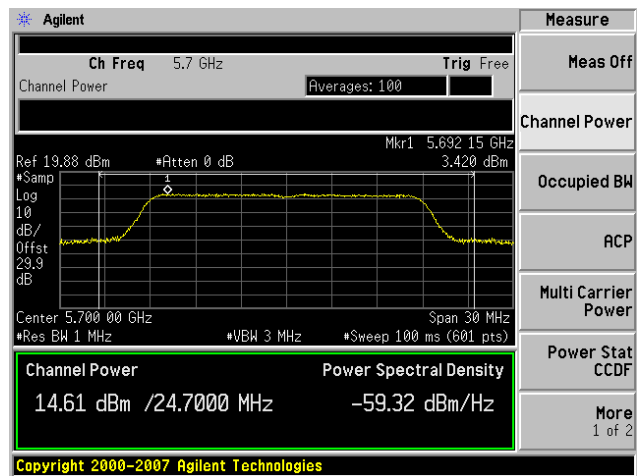 Agilent
Measure
Ch Freq 5.7 GHz Trig Free
Channel Power Averages: 100
Mkr1 5.692 15 GHz
Ref 19.88 dBm #Atten 0 dB 3.420 dBm
#Samp
Log
10
dB/
Offst
29.9
dB
1
Center 5.700 00 GHz Span 30 MHz
#Res BW 1 MHz #VBW 3 MHz #Sweep 100 ms (601 pts)
Channel Power Power Spectral Density
14.61 dBm /24.7000 MHz -59.32 dBm/Hz
Copyright 2000-2007 Agilent Technologies
Meas Off
Channel Power
Occupied BW
ACP
Multi Carrier
Power
Power Stat
CCDF
More
1 of 2